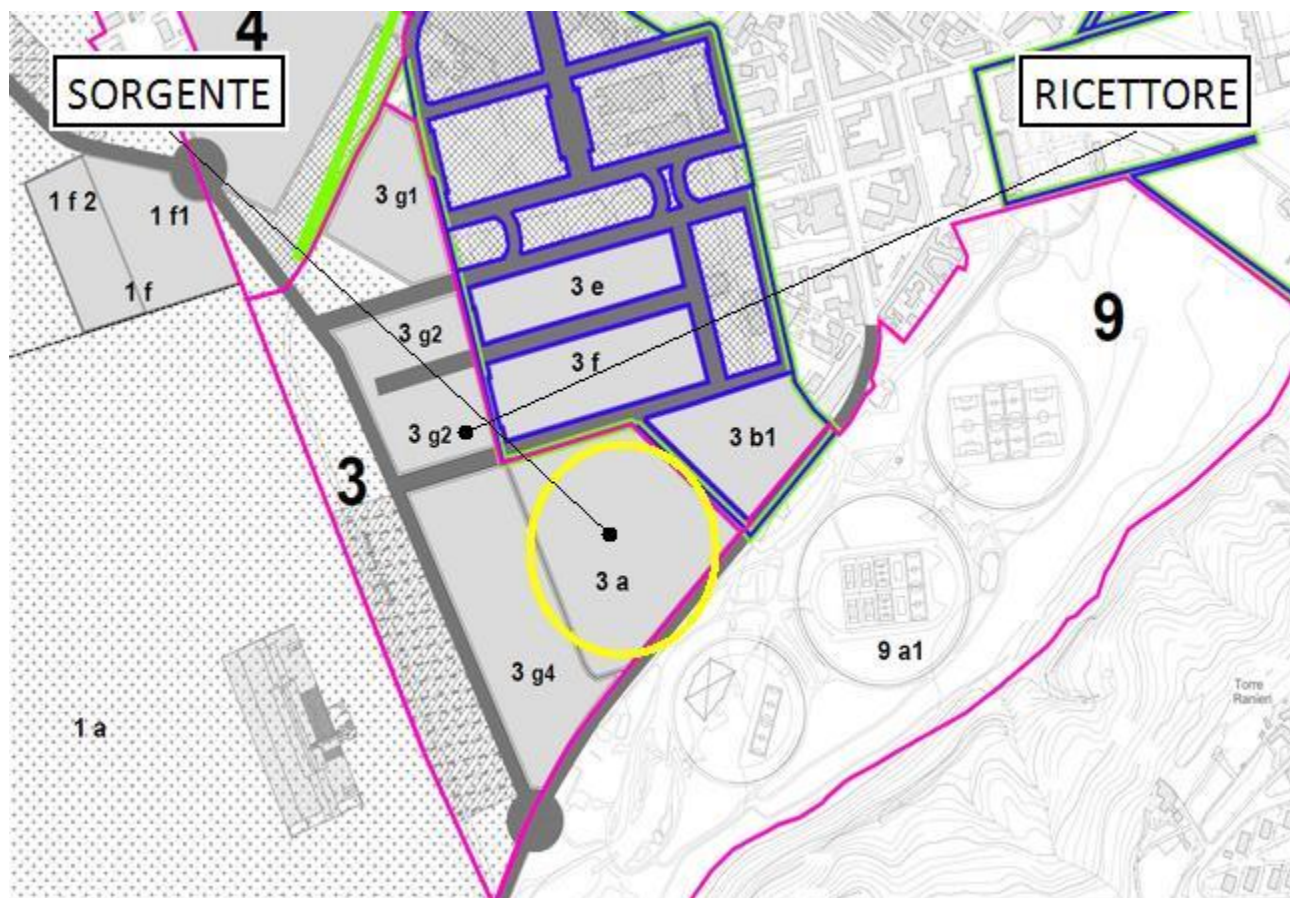 4
SORGENTE
RICETTORE
1 f 2
1 f1
3 g1
1 f
3 e
9
3 g2
3 f
3 g2
3 b1
3
3 a
9 a1
3 g4
Torre
Ranieri
1 a